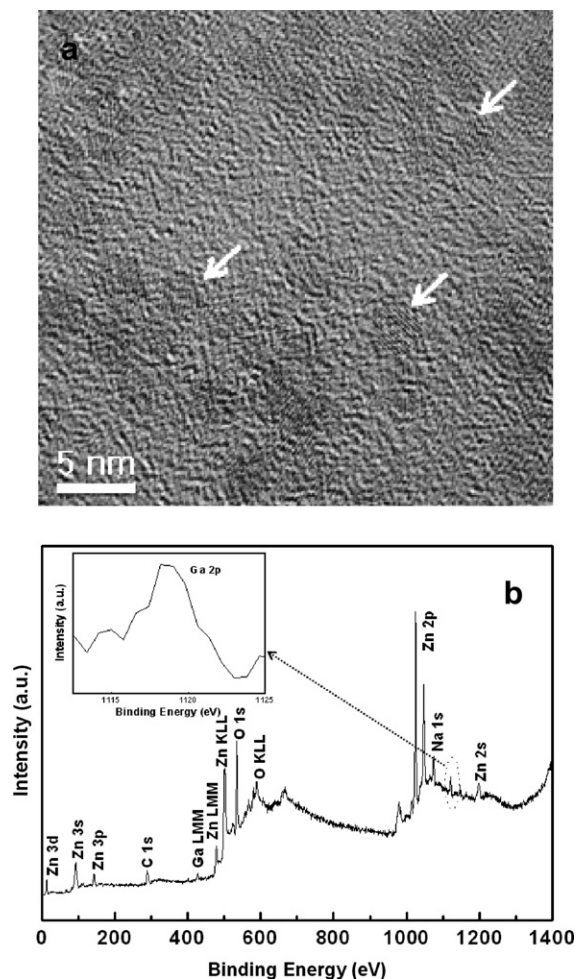 a
5 nm
b
Ga 2p
Intensity (a.u.)
1115 1120 1125
Binding Energy (eV)
Zn 3d
Zn 3s
Zn 3p
C 1s
Ga LMM
Zn LMM
Zn KLL
O 1s
O KLL
Zn 2p
Na 1s
Zn 2s
Intensity (a.u.)
0 200 400 600 800 1000 1200 1400
Binding Energy (eV)